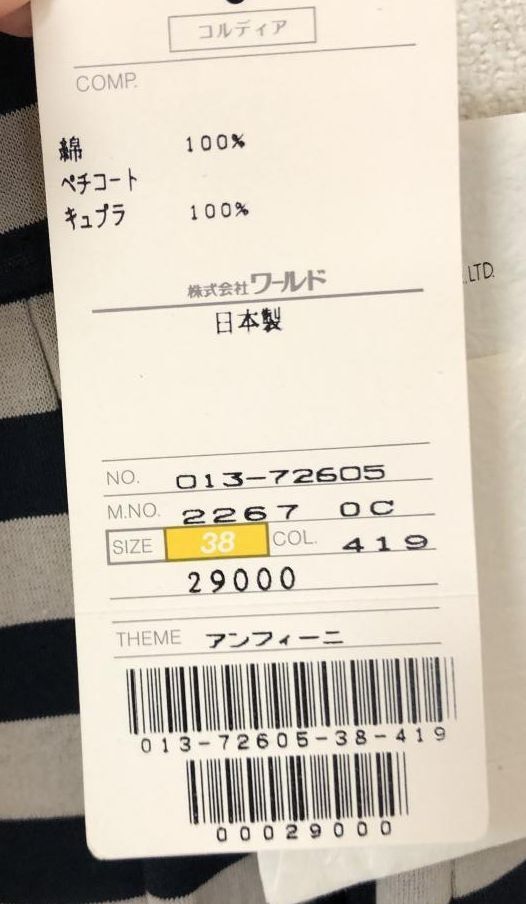 コルディア
COMP.
綿 100%
ペチコート
キュプラ 100%
株式会社ワールド
日本製
.,LTD.
NO. 013-72605
M.NO. 2267 0C
SIZE 38 COL. 419
29000
THEME アンフィーニ
013-72605-38-419
00029000